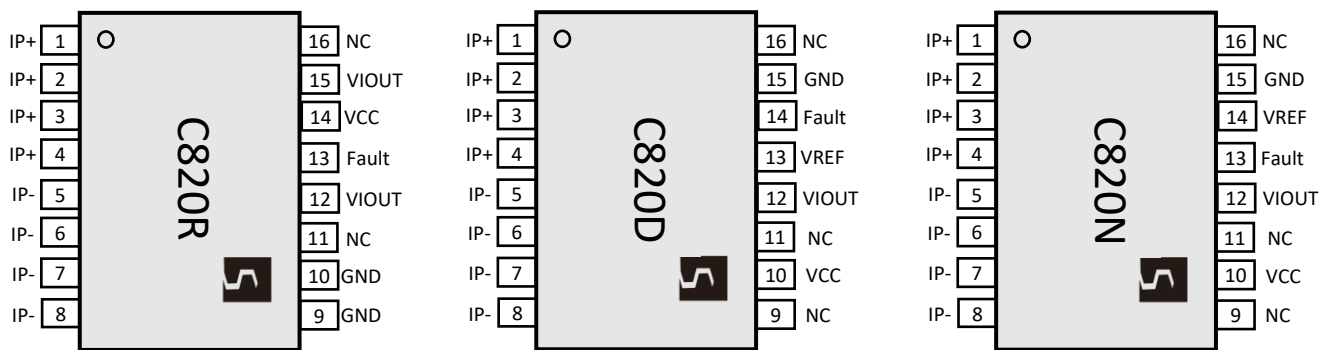 IP+ 1 16 NC
IP+ 2 15 VIOUT
IP+ 3 14 VCC
IP+ 4 13 Fault
IP- 5 12 VIOUT
IP- 6 11 NC
IP- 7 10 GND
IP- 8 9 GND
C820R
IP+ 1 16 NC
IP+ 2 15 GND
IP+ 3 14 Fault
IP+ 4 13 VREF
IP- 5 12 VIOUT
IP- 6 11 NC
IP- 7 10 VCC
IP- 8 9 NC
C820D
IP+ 1 16 NC
IP+ 2 15 GND
IP+ 3 14 VREF
IP+ 4 13 Fault
IP- 5 12 VIOUT
IP- 6 11 NC
IP- 7 10 VCC
IP- 8 9 NC
C820N